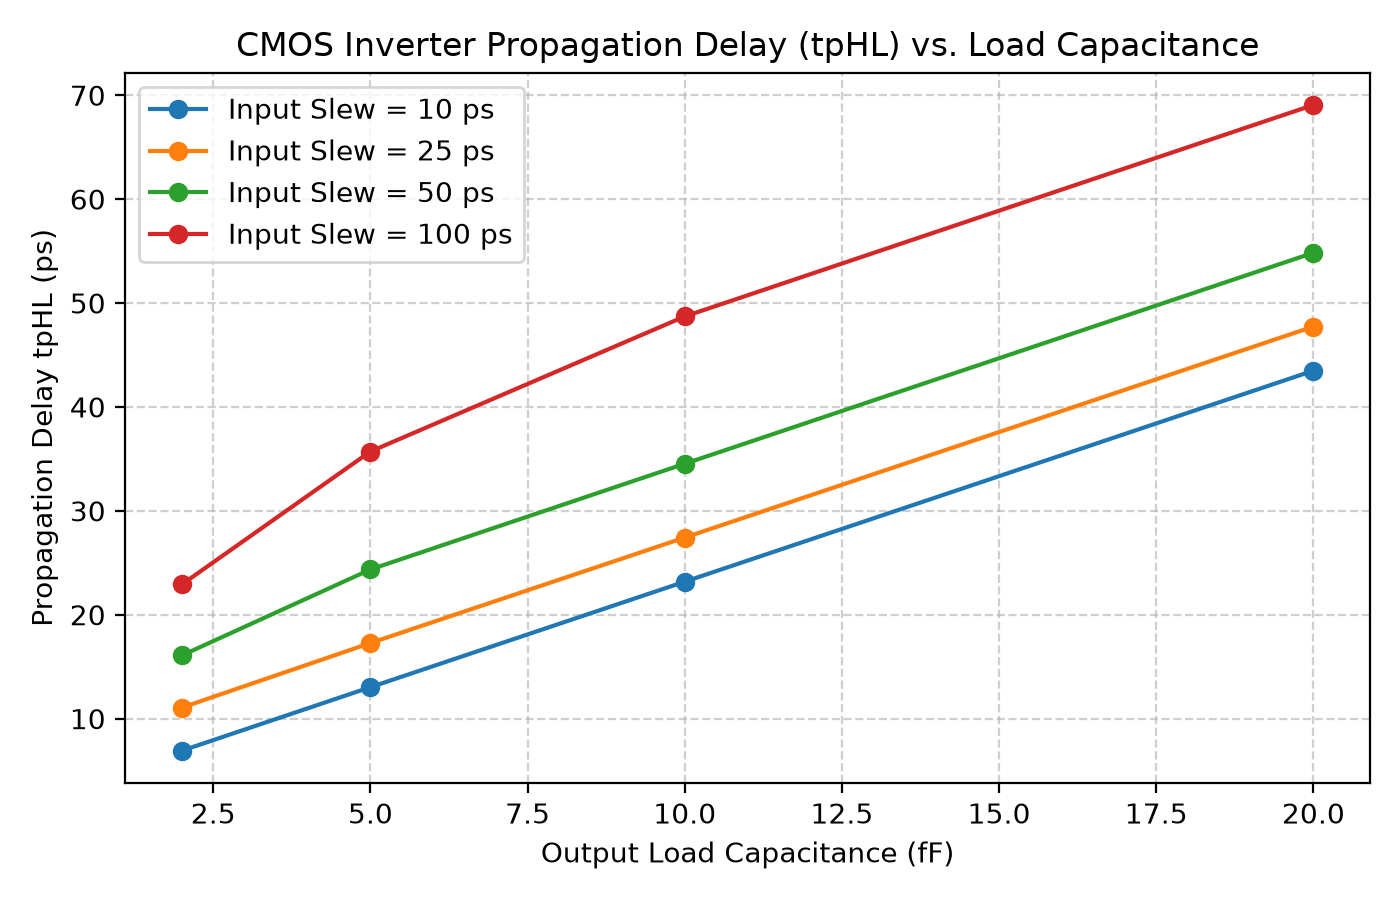 CMOS Inverter Propagation Delay (tpHL) vs. Load Capacitance
Input Slew = 10 ps
Input Slew = 25 ps
Input Slew = 50 ps
Input Slew = 100 ps
Propagation Delay tpHL (ps)
70
60
50
40
30
20
10
2.5 5.0 7.5 10.0 12.5 15.0 17.5 20.0
Output Load Capacitance (fF)